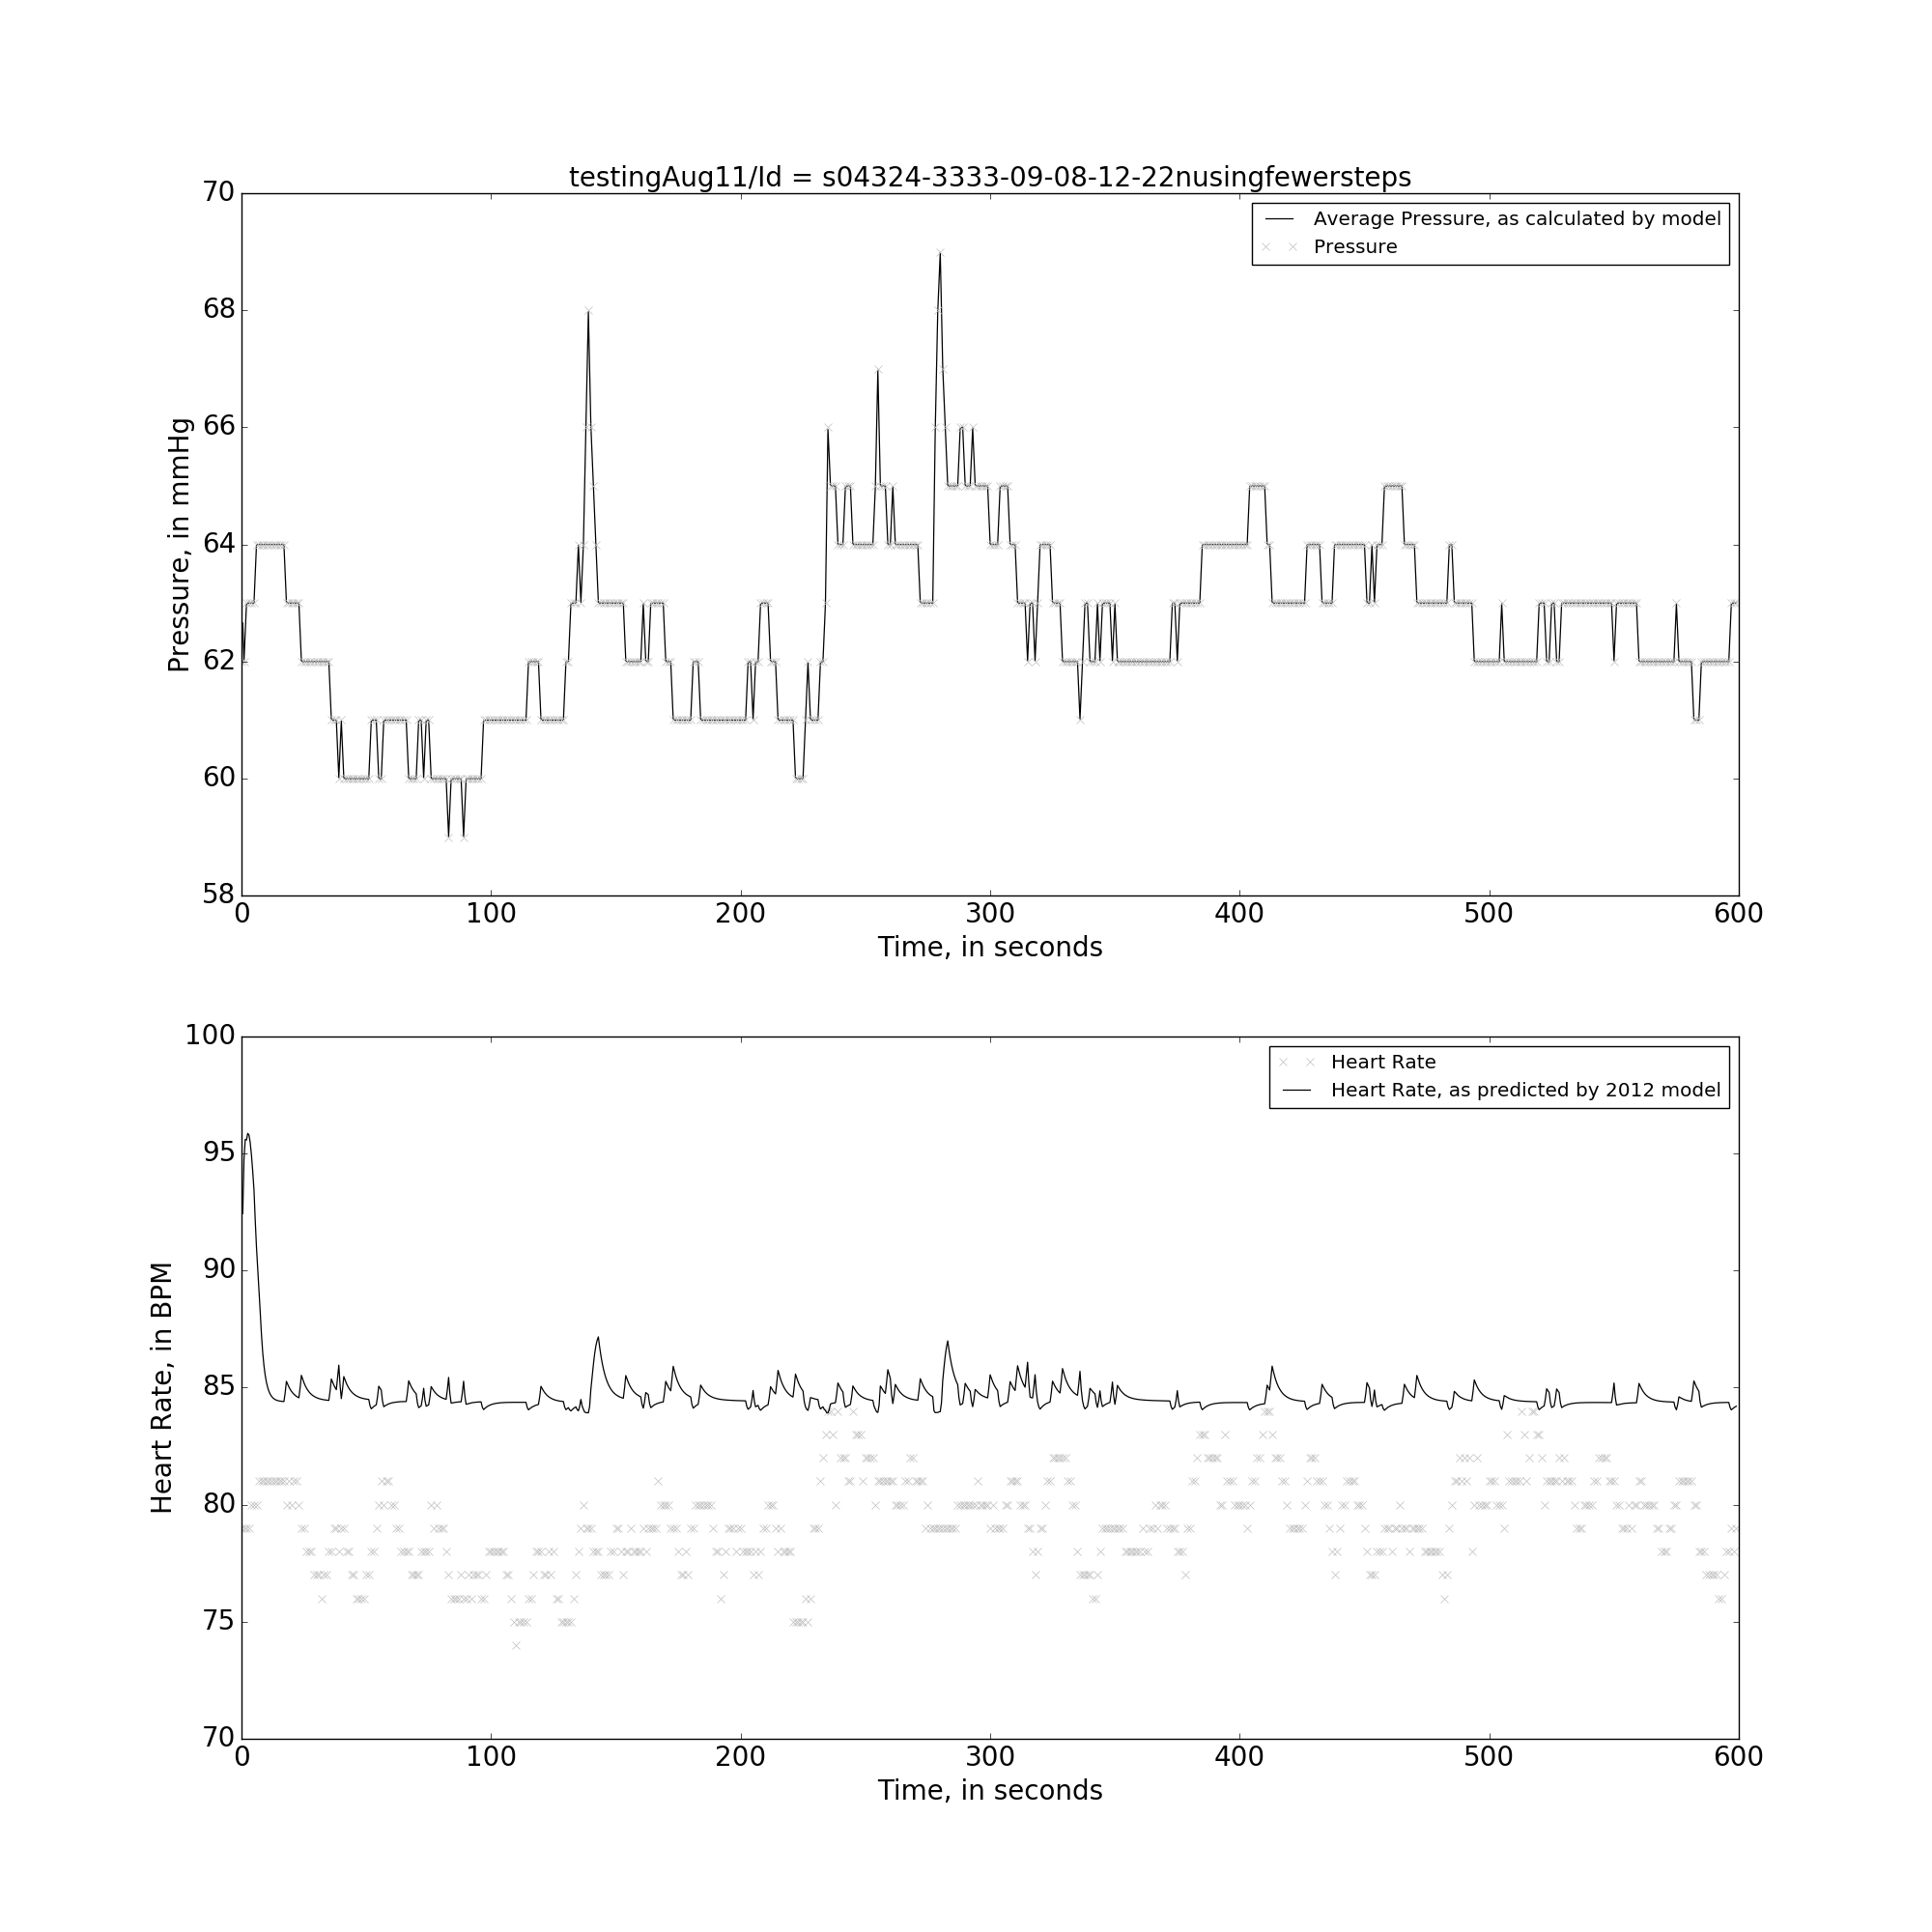 testingAug11/Id = s04324-3333-09-08-12-22nusingfewersteps
70
68
66
64
62
60
58
Pressure, in mmHg
Average Pressure, as calculated by model
Pressure
0 100 200 300 400 500 600
Time, in seconds
100
95
90
85
80
75
70
Heart Rate, in BPM
Heart Rate
Heart Rate, as predicted by 2012 model
0 100 200 300 400 500 600
Time, in seconds